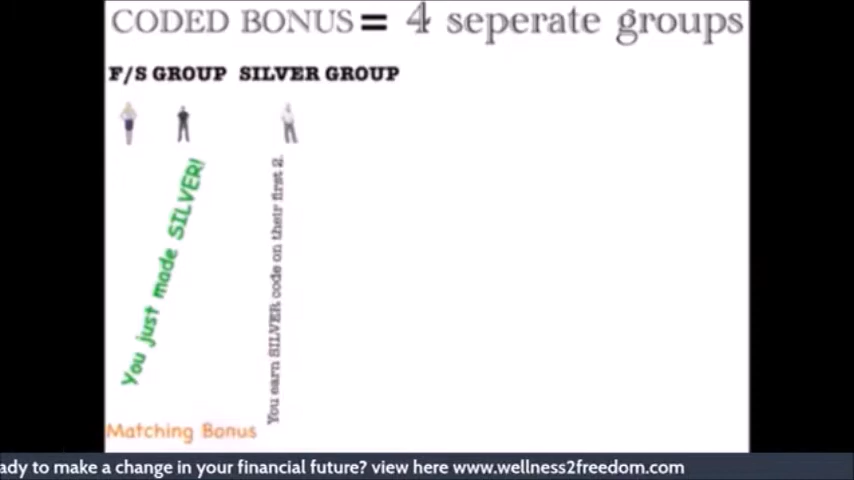 CODED BONUS = 4 seperate groups
F/S GROUP SILVER GROUP
You just made SILVER!
You earn SILVER code on their first 2.
Matching Bonus
ady to make a change in your financial future? view here www.wellness2freedom.com